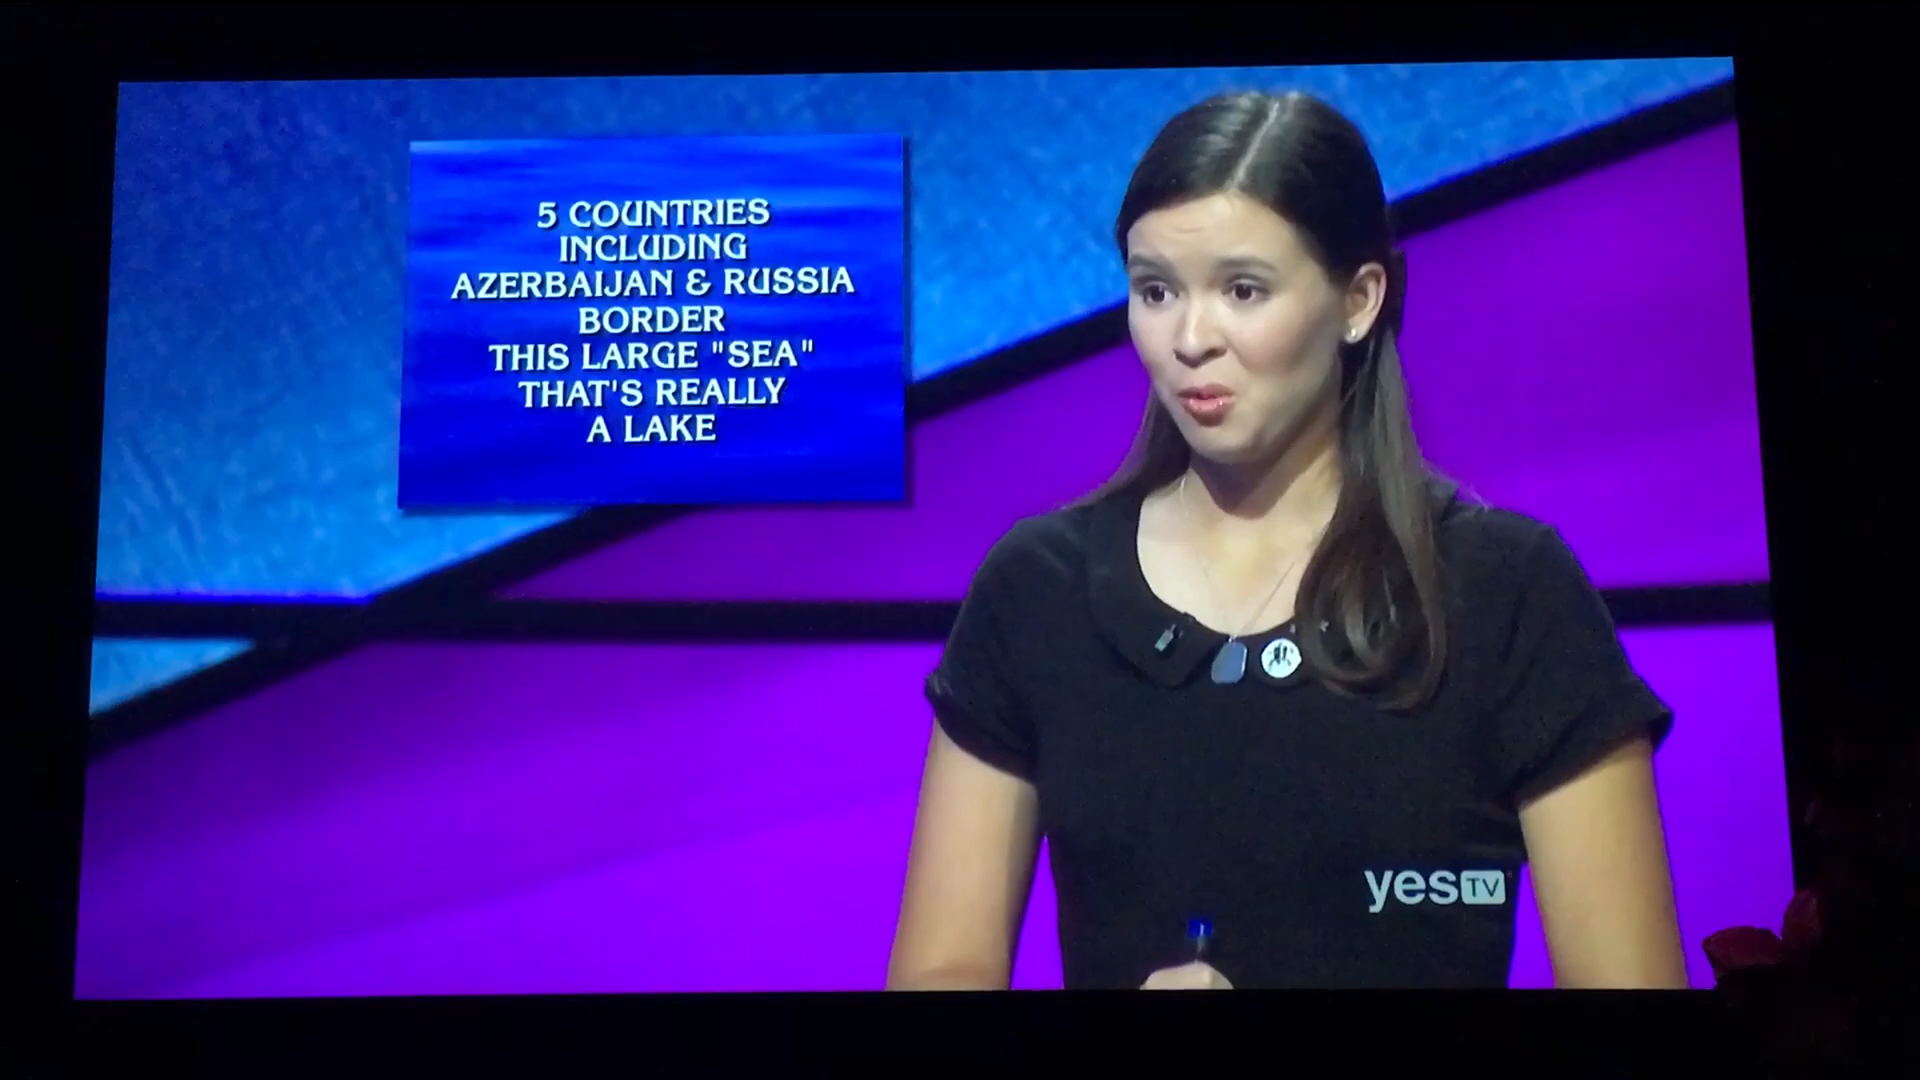 5 COUNTRIES
INCLUDING
AZERBAIJAN & RUSSIA
BORDER
THIS LARGE "SEA"
THAT'S REALLY
A LAKE
yes TV